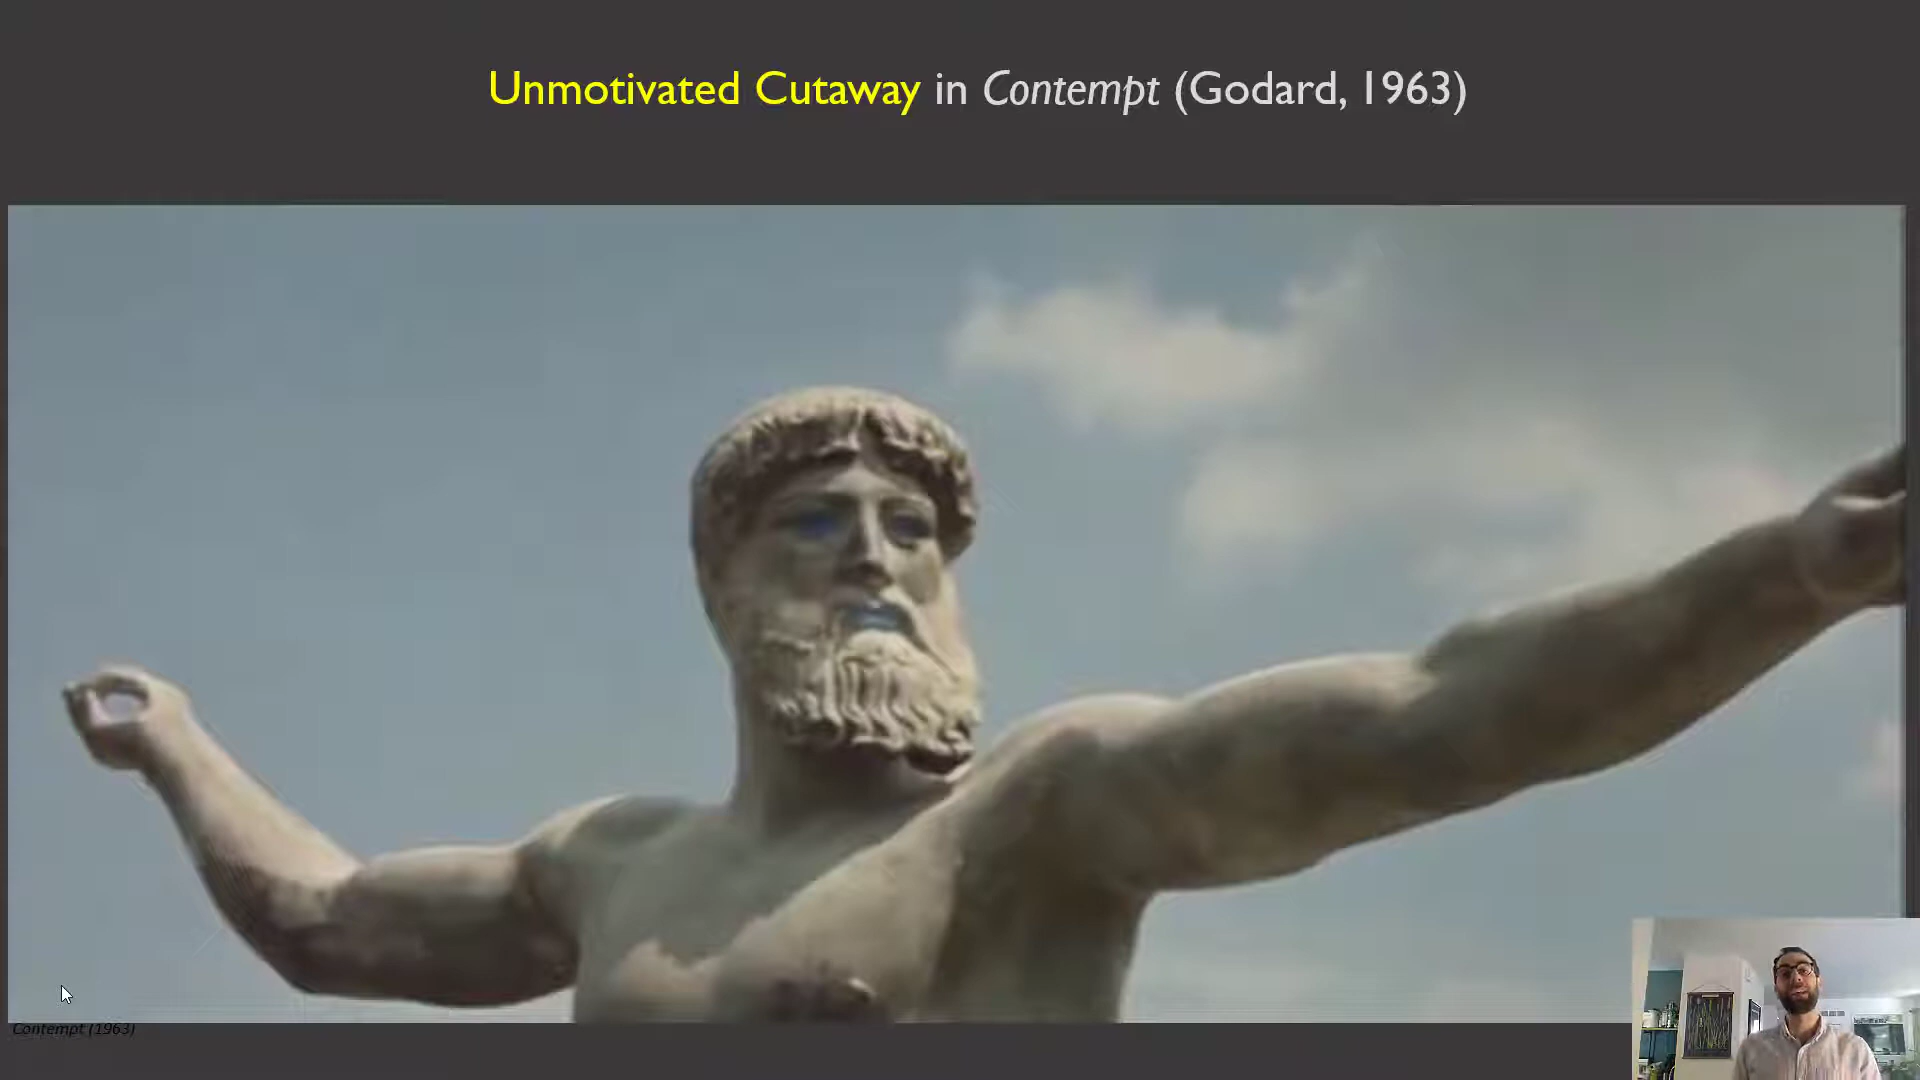 Unmotivated Cutaway in Contempt (Godard, 1963)
Contempt (1963)